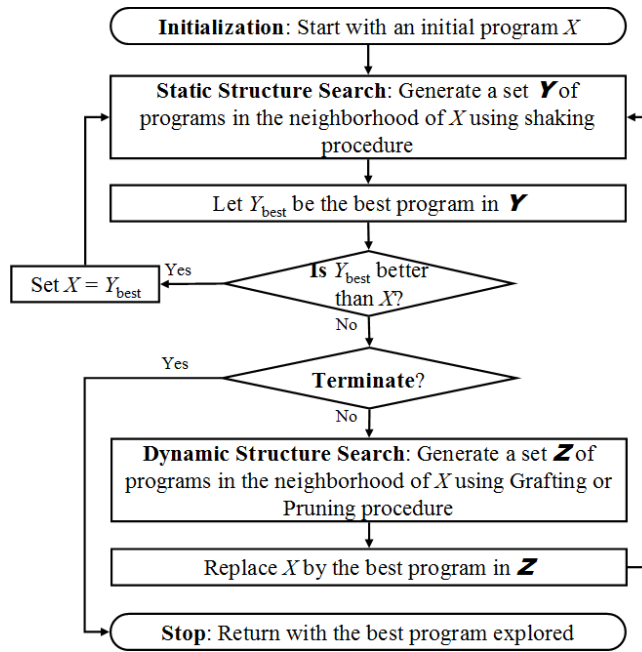 Initialization: Start with an initial program X
Static Structure Search: Generate a set Y of
programs in the neighborhood of X using shaking
procedure
Let Ybest be the best program in Y
Is Ybest better
than X?
Yes
Set X = Ybest
No
Terminate?
Yes
No
Dynamic Structure Search: Generate a set Z of
programs in the neighborhood of X using Grafting or
Pruning procedure
Replace X by the best program in Z
Stop: Return with the best program explored